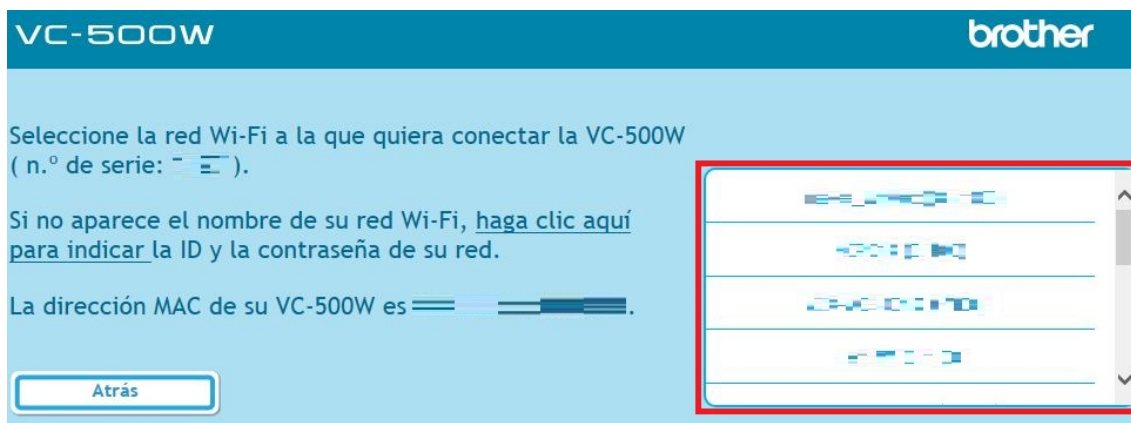 VC-500W
brother
Seleccione la red Wi-Fi a la que quiera conectar la VC-500W
( n.º de serie: ).
Si no aparece el nombre de su red Wi-Fi, haga clic aquí
para indicar la ID y la contraseña de su red.
La dirección MAC de su VC-500W es .
Atrás